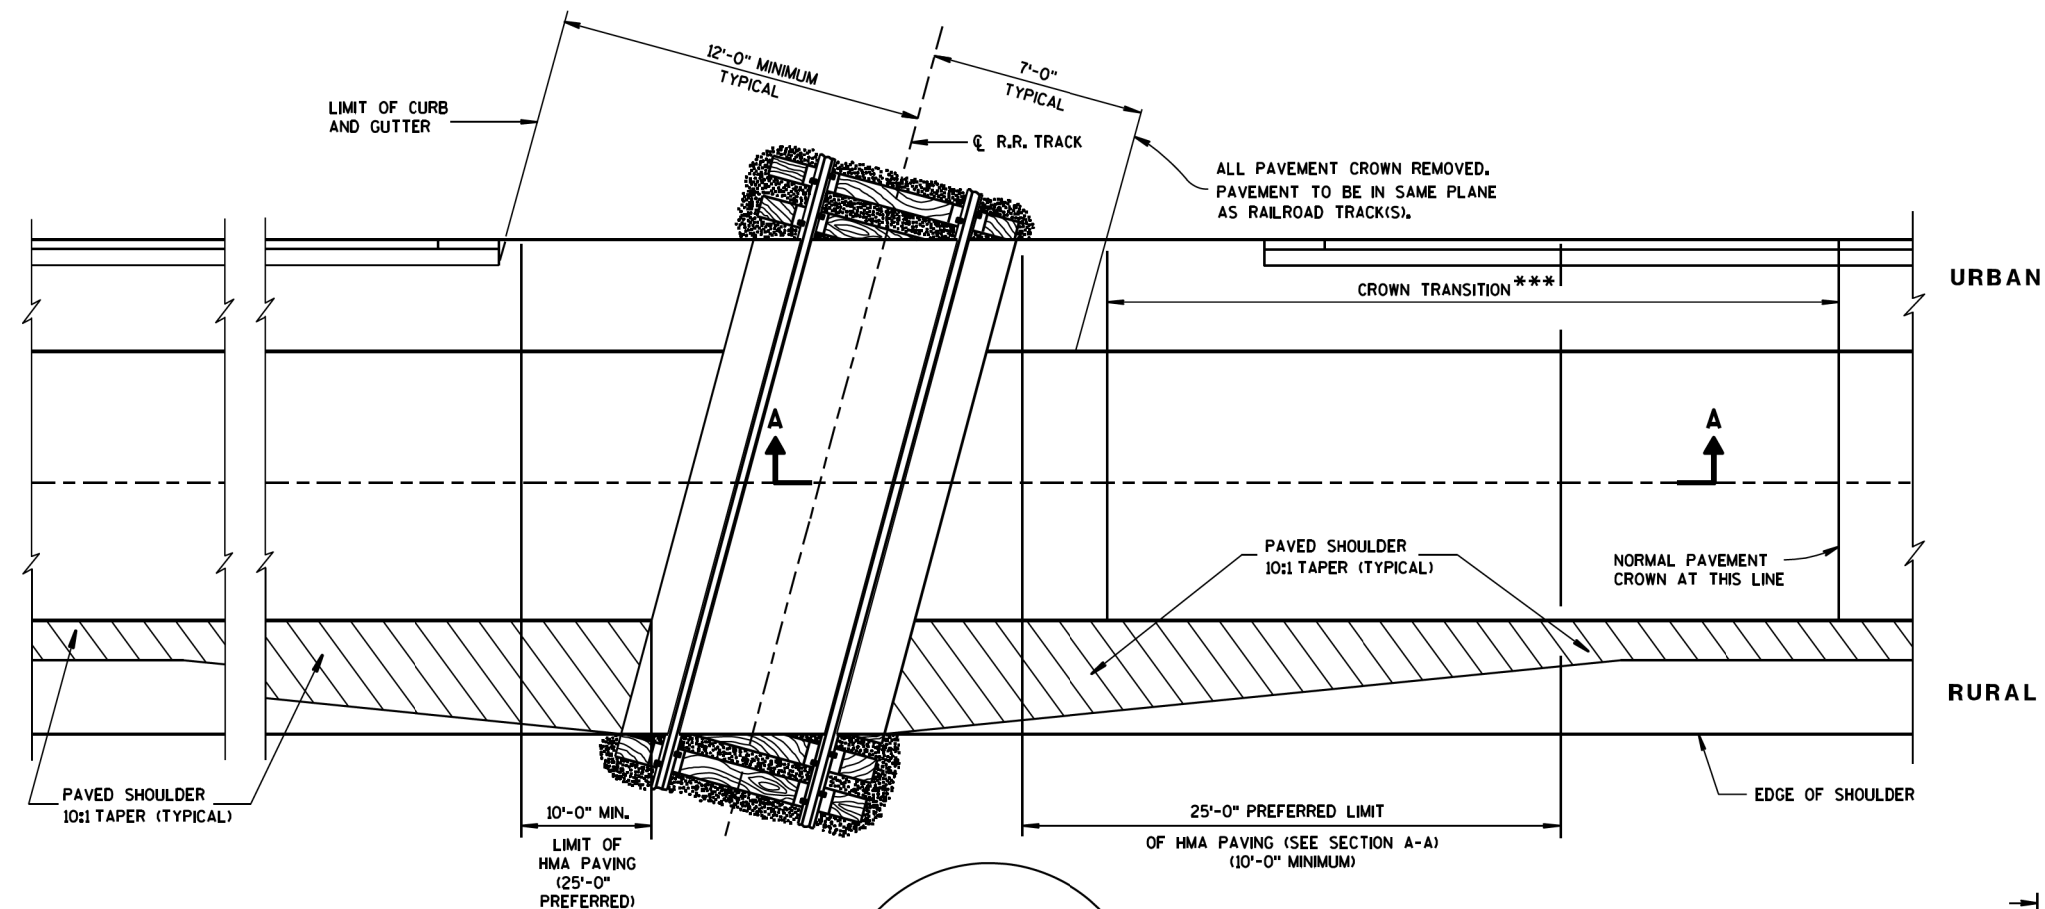 12'-0" MINIMUM
TYPICAL
7'-0"
TYPICAL
LIMIT OF CURB
AND GUTTER
℄ R.R. TRACK
ALL PAVEMENT CROWN REMOVED.
PAVEMENT TO BE IN SAME PLANE
AS RAILROAD TRACK(S).
CROWN TRANSITION***
URBAN
A
A
PAVED SHOULDER
10:1 TAPER (TYPICAL)
NORMAL PAVEMENT
CROWN AT THIS LINE
RURAL
PAVED SHOULDER
10:1 TAPER (TYPICAL)
10'-0" MIN.
LIMIT OF
HMA PAVING
(25'-0"
PREFERRED)
25'-0" PREFERRED LIMIT
OF HMA PAVING (SEE SECTION A-A)
(10'-0" MINIMUM)
EDGE OF SHOULDER